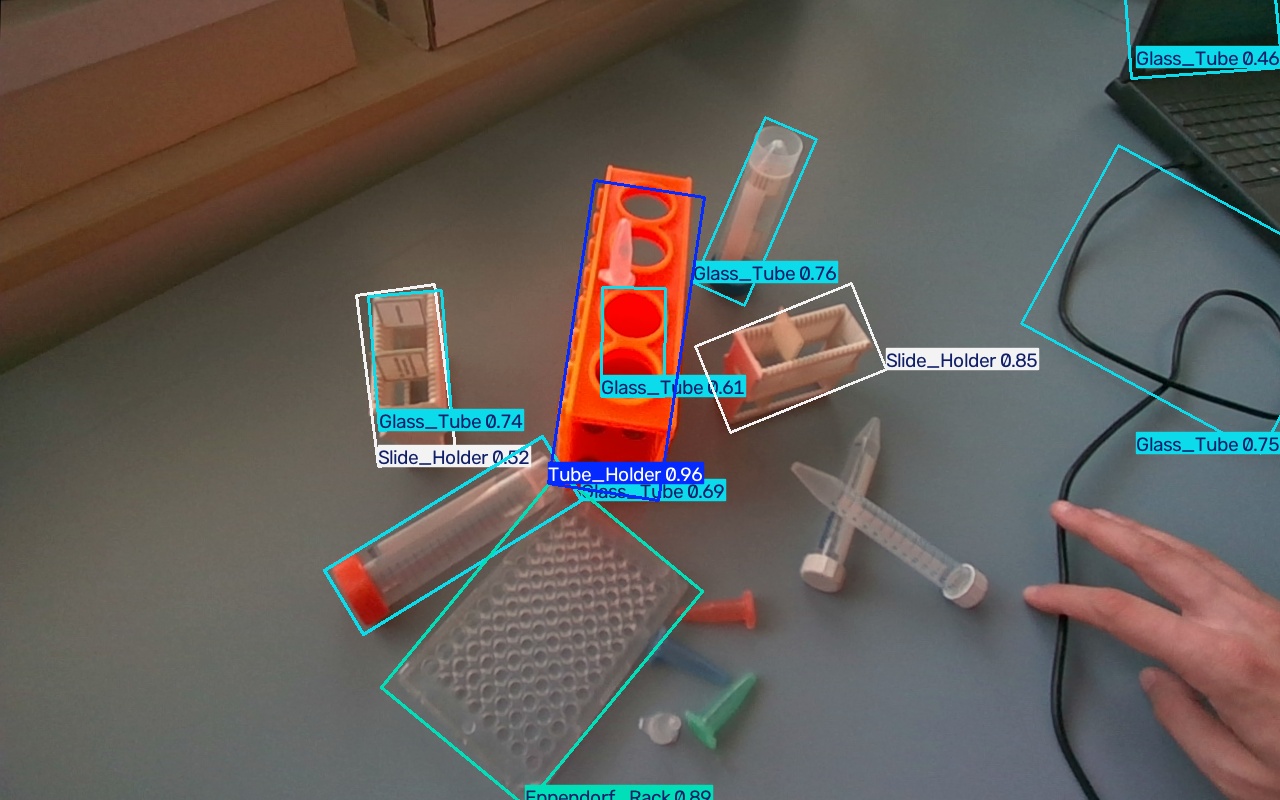 Glass_Tube 0.46
Glass_Tube 0.76
Slide_Holder 0.85
Glass_Tube 0.61
Glass_Tube 0.74
Glass_Tube 0.75
Slide_Holder 0.52
Tube_Holder 0.96
Glass_Tube 0.69
Eppendorf_Rack 0.89